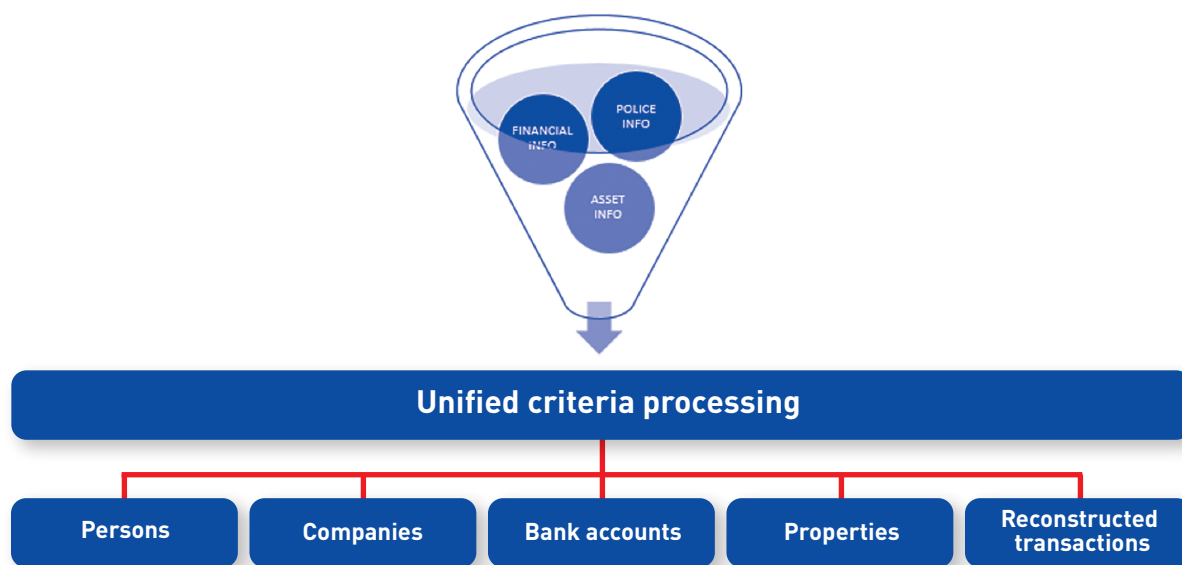 POLICE
INFO
FINANCIAL
INFO
ASSET
INFO
Unified criteria processing
Persons
Companies
Bank accounts
Properties
Reconstructed
transactions